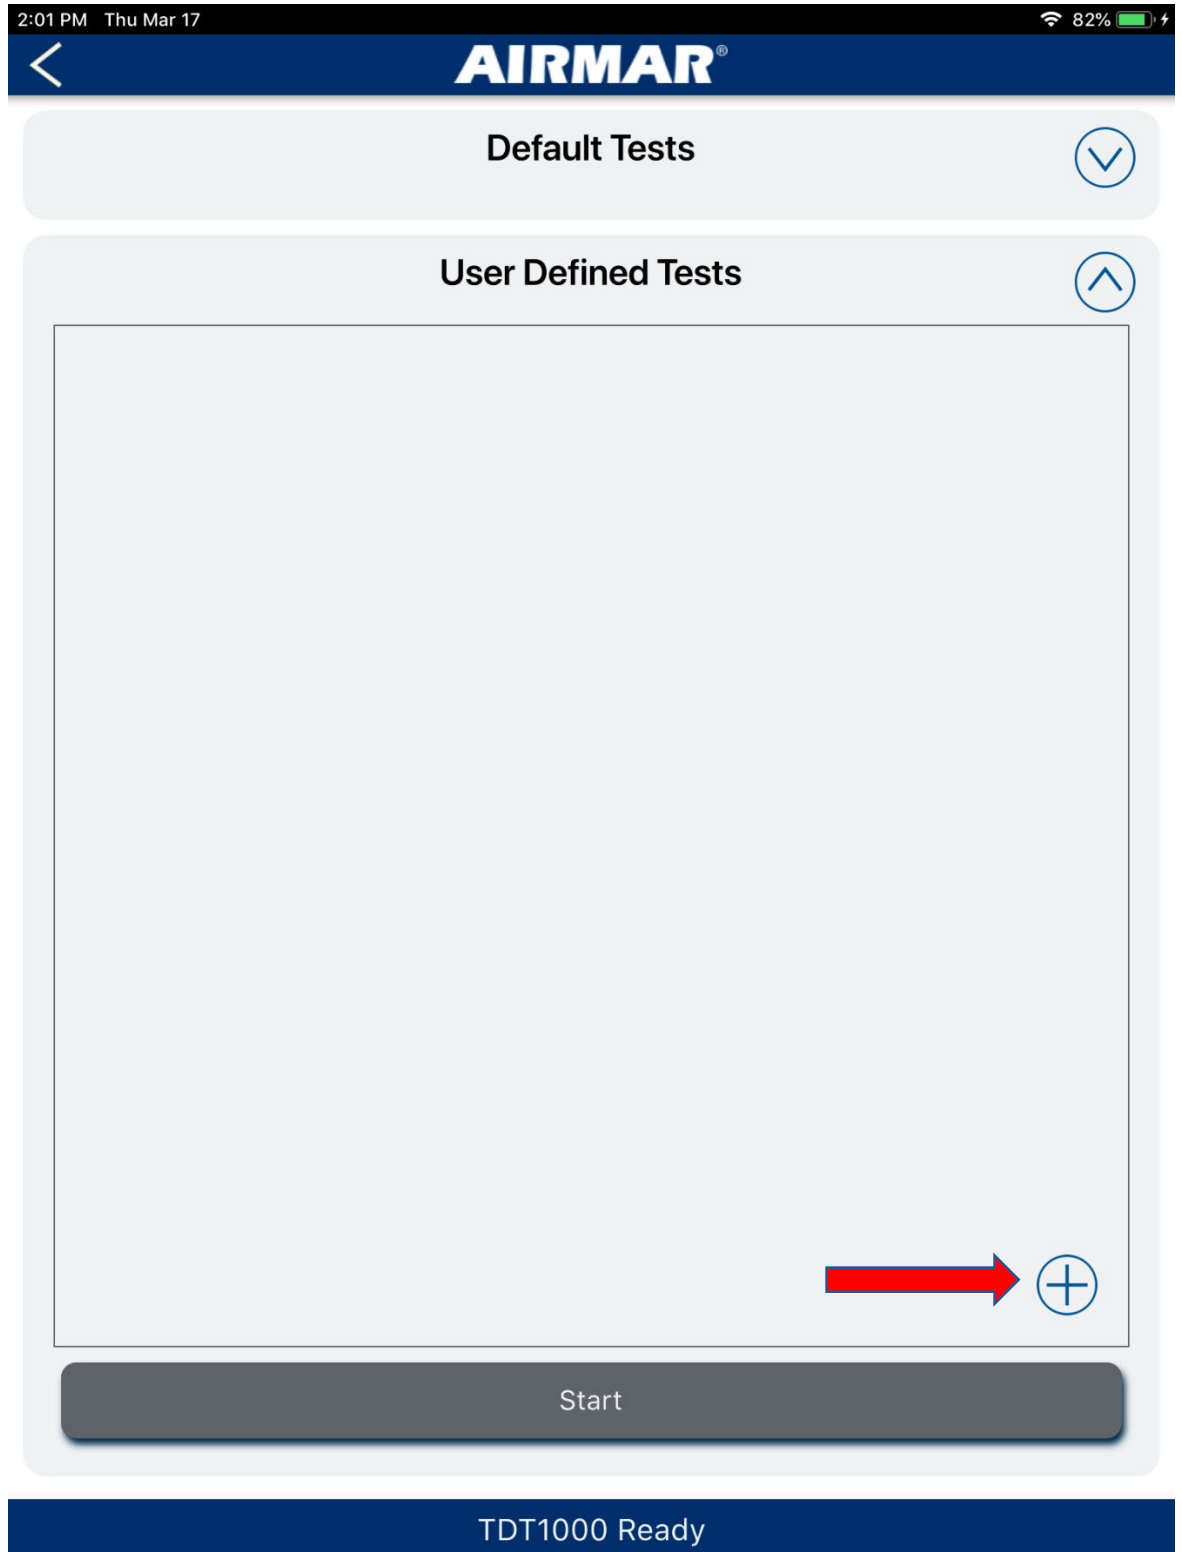 2:01 PM Thu Mar 17 82%
AIRMAR®
Default Tests
User Defined Tests
Start
TDT1000 Ready